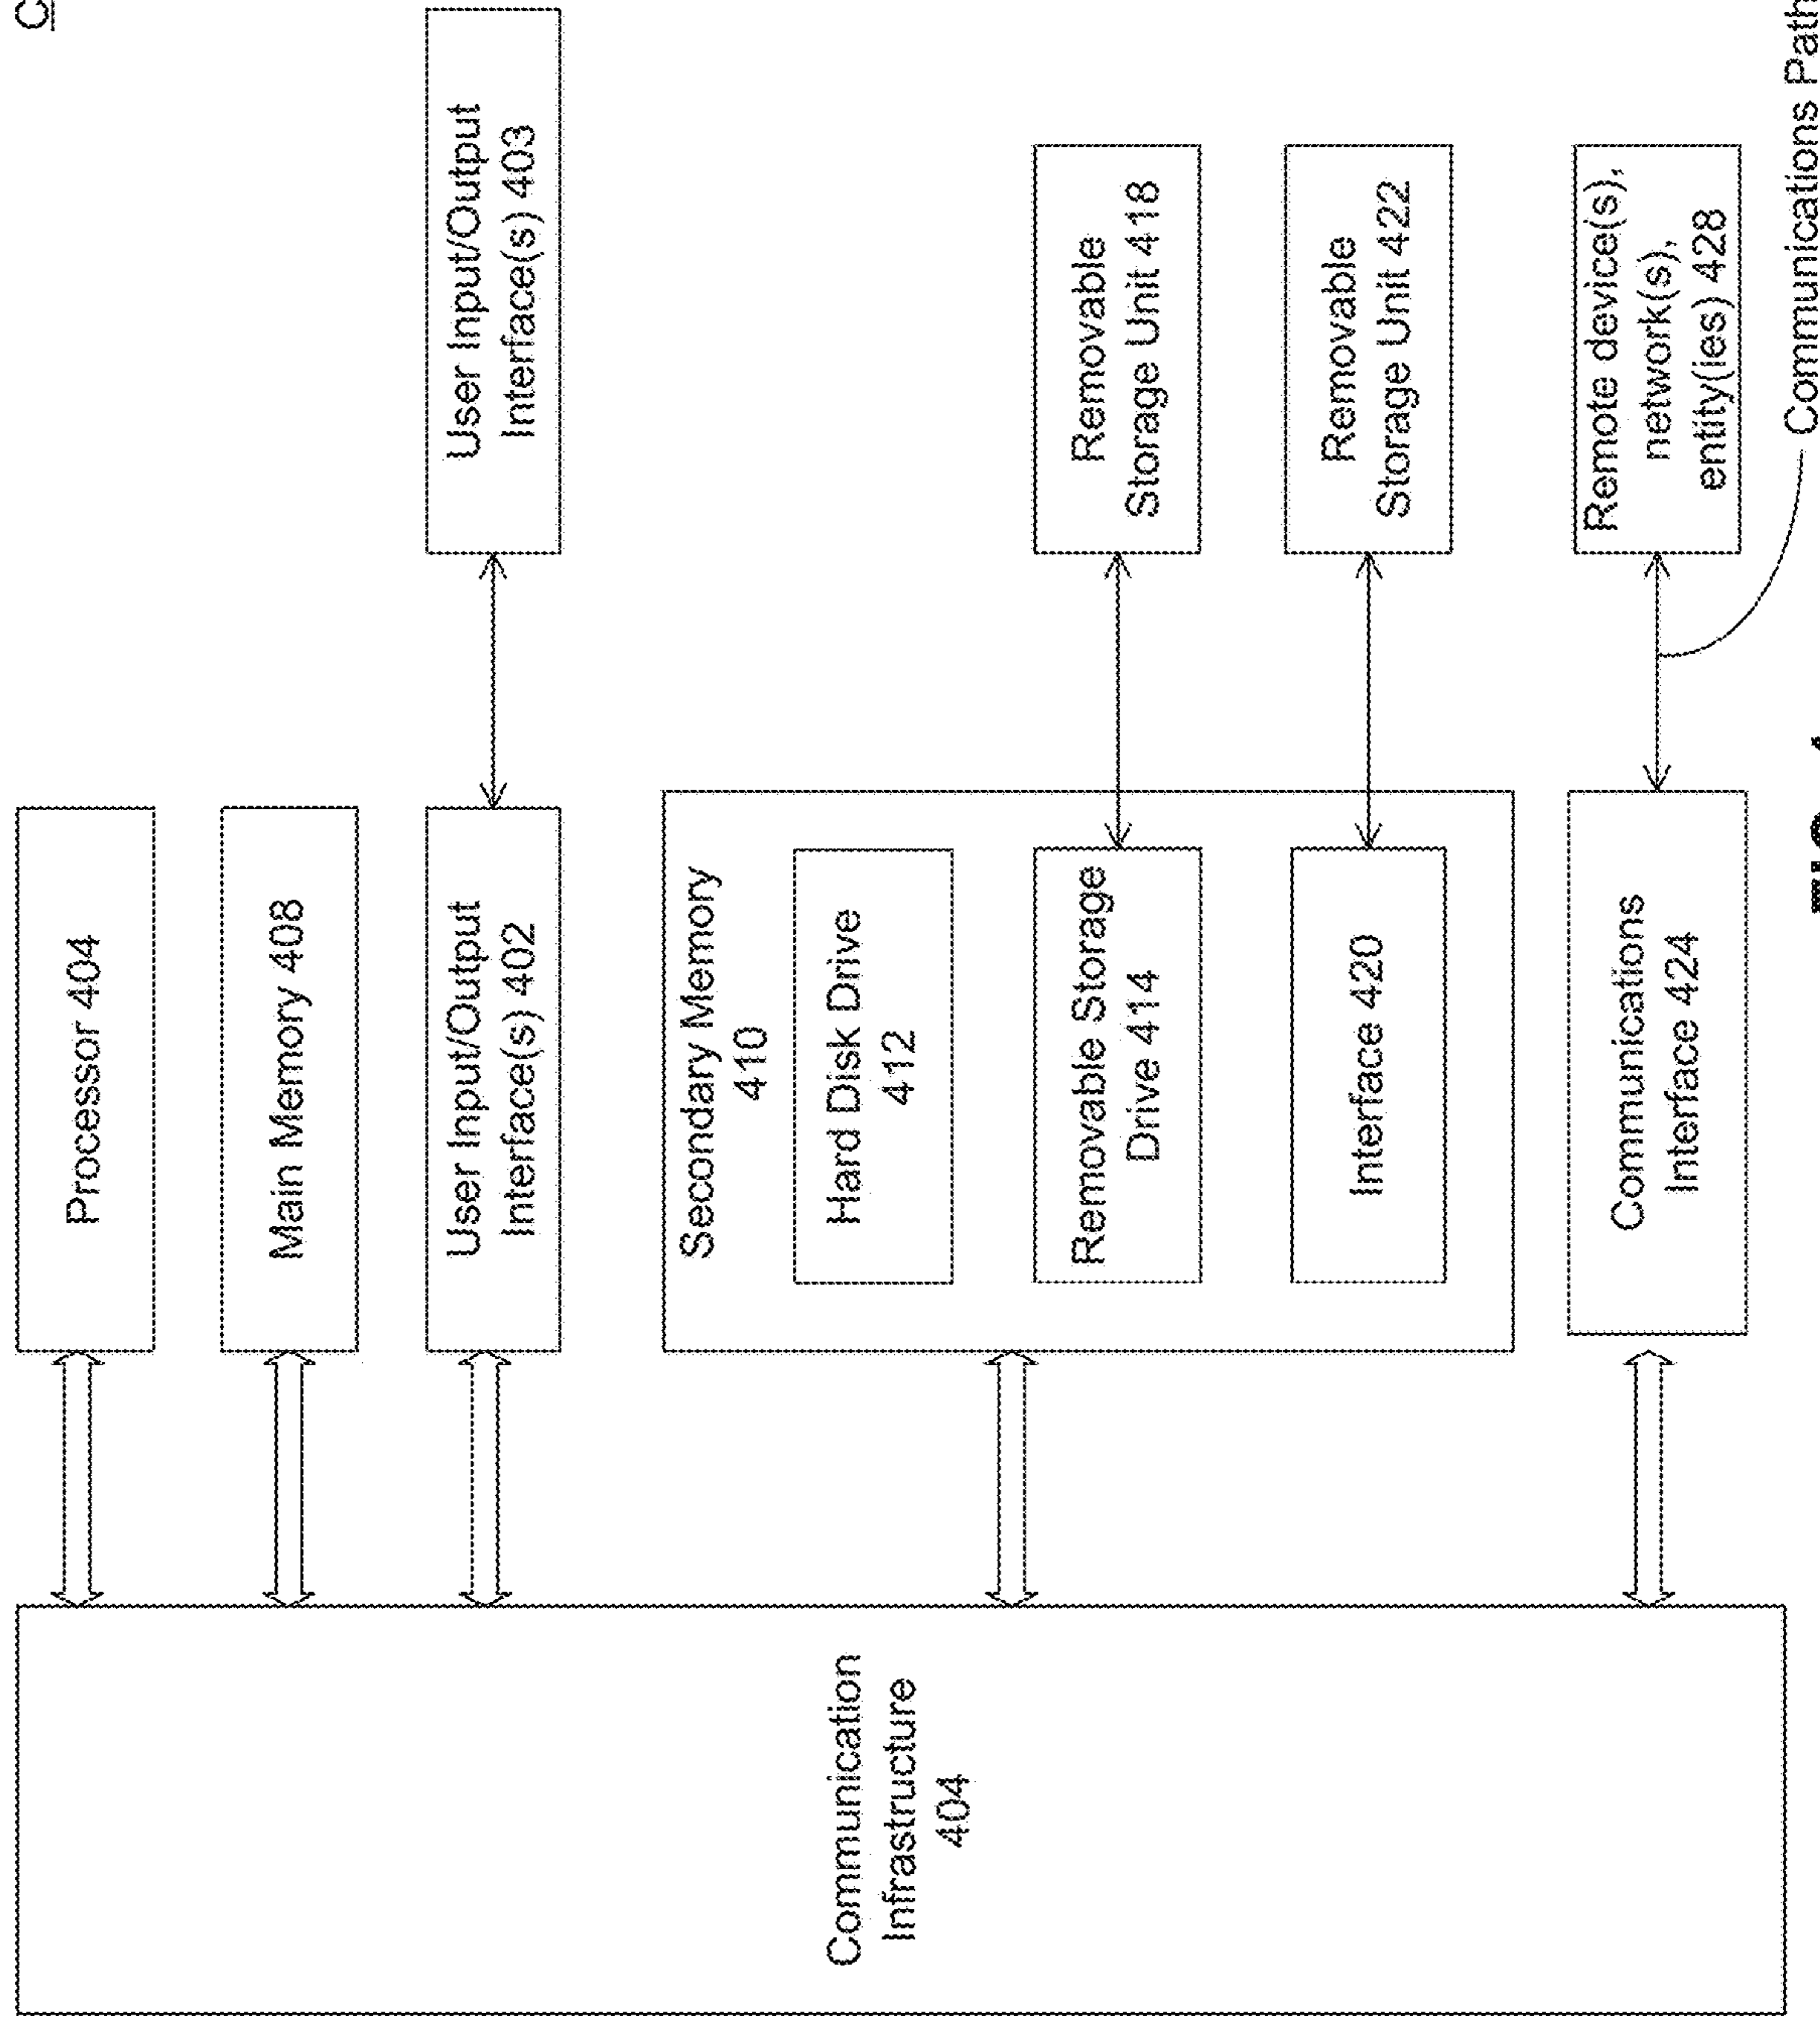 Processor 404
Main Memory 408
User Input/Output
Interface(s) 402
User Input/Output
Interface(s) 403
Communication
Infrastructure
404
Secondary Memory
410
Hard Disk Drive
412
Removable Storage
Drive 414
Removable
Storage Unit 418
Interface 420
Removable
Storage Unit 422
Communications
Interface 424
Remote device(s),
network(s),
entity(ies) 428
Communications Path